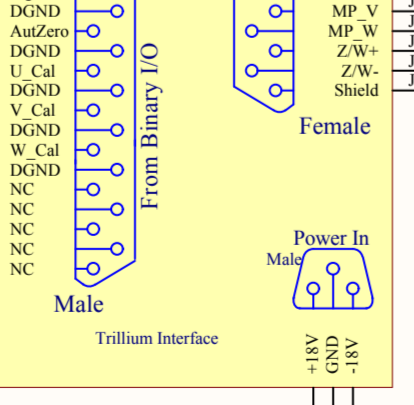 DGND
AutZero
DGND
U_Cal
DGND
V_Cal
DGND
W_Cal
DGND
NC
NC
NC
NC
NC
From Binary I/O
Male
MP_V
MP_W
Z/W+
Z/W-
Shield
Female
Power In
Male
+18V
GND
-18V
Trillium Interface